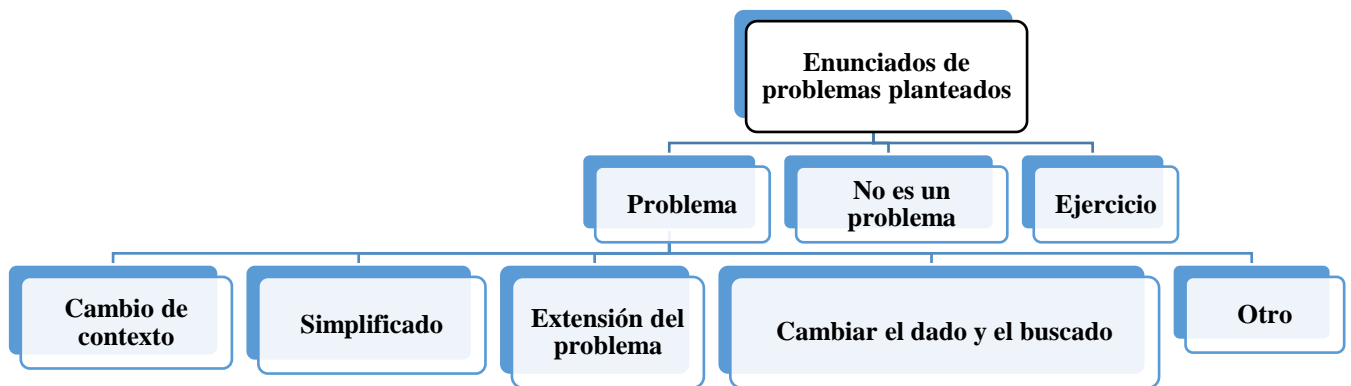 Enunciados de
problemas planteados
Problema
No es un
problema
Ejercicio
Cambio de
contexto
Simplificado
Extensión del
problema
Cambiar el dado y el buscado
Otro